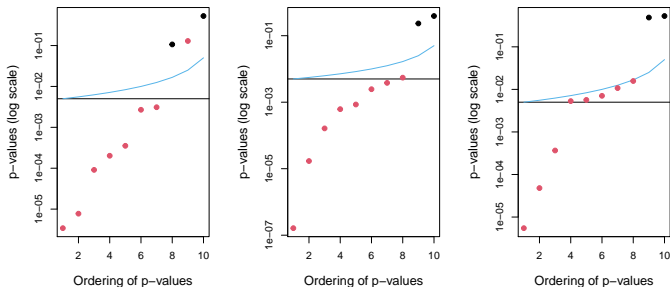 p−values (log scale)
1e−01
1e−02
1e−03
1e−04
1e−05
2
4
6
8
10
Ordering of p−values
p−values (log scale)
1e−01
1e−03
1e−05
1e−07
2
4
6
8
10
Ordering of p−values
p−values (log scale)
1e−01
1e−02
1e−03
1e−04
1e−05
2
4
6
8
10
Ordering of p−values